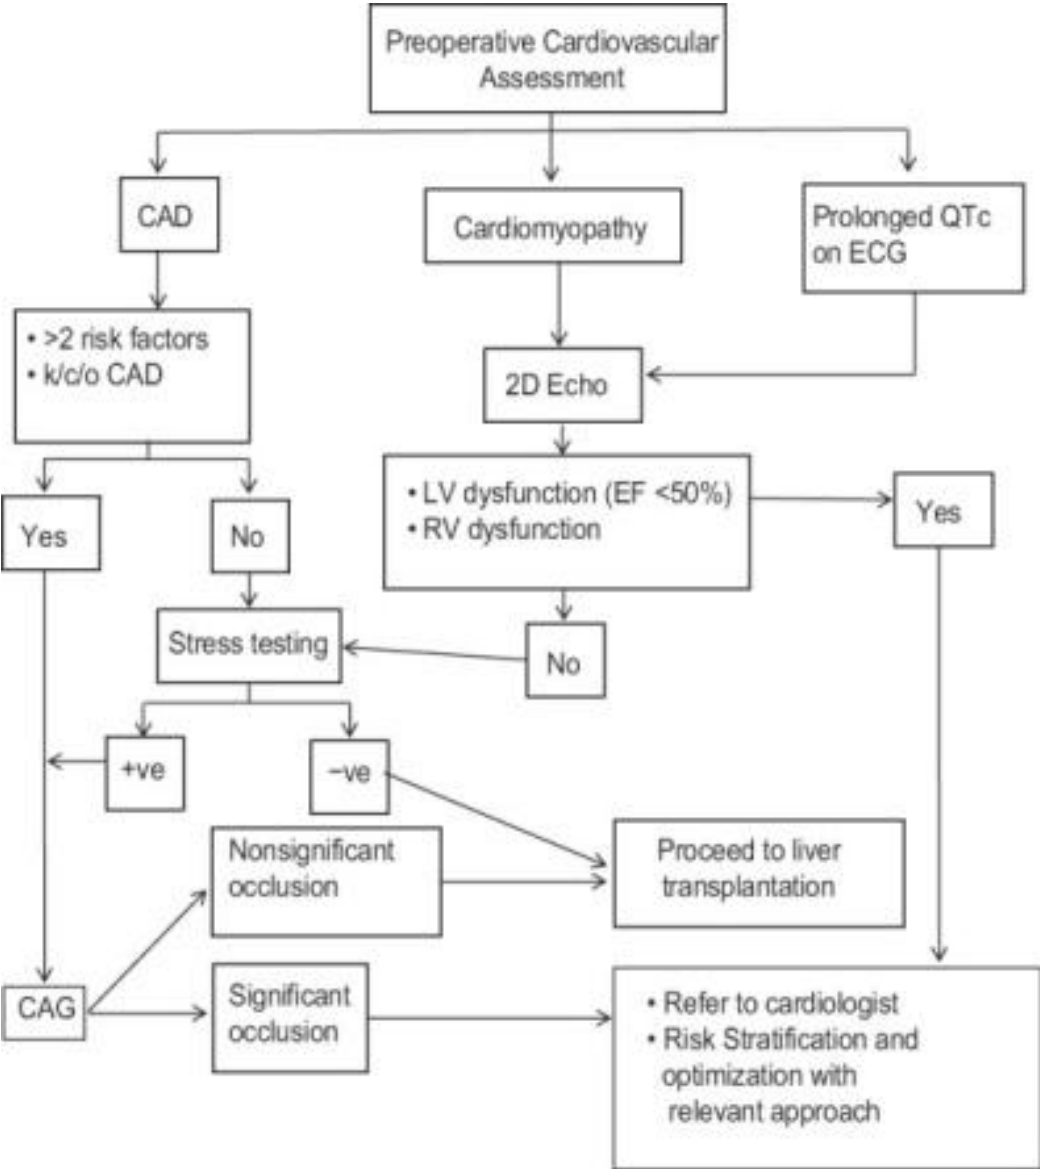 Preoperative Cardiovascular
Assessment
CAD
Cardiomyopathy
Prolonged QTc
on ECG
• >2 risk factors
• k/c/o CAD
2D Echo
• LV dysfunction (EF <50%)
• RV dysfunction
Yes
Yes
No
Stress testing
No
+ve
−ve
Nonsignificant
occlusion
Proceed to liver
transplantation
CAG
Significant
occlusion
• Refer to cardiologist
• Risk Stratification and
optimization with
relevant approach